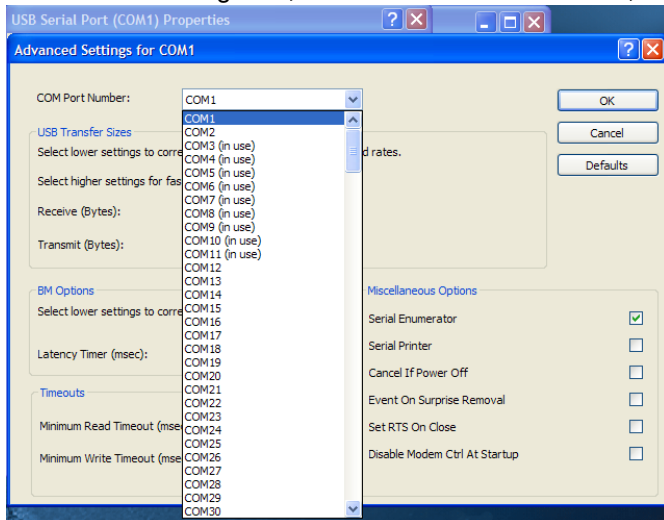 USB Serial Port (COM1) Properties
Advanced Settings for COM1
COM Port Number:
COM1
OK
Cancel
Defaults
COM1
COM2
COM3 (in use)
COM4 (in use)
COM5 (in use)
COM6 (in use)
COM7 (in use)
COM8 (in use)
COM9 (in use)
COM10 (in use)
COM11 (in use)
COM12
COM13
COM14
COM15
COM16
COM17
COM18
COM19
COM20
COM21
COM22
COM23
COM24
COM25
COM26
COM27
COM28
COM29
COM30
USB Transfer Sizes
Select lower settings to corre
d rates.
Select higher settings for fas
Receive (Bytes):
Transmit (Bytes):
BM Options
Select lower settings to corre
Latency Timer (msec):
Timeouts
Minimum Read Timeout (mse
Minimum Write Timeout (mse
Miscellaneous Options
Serial Enumerator
Serial Printer
Cancel If Power Off
Event On Surprise Removal
Set RTS On Close
Disable Modem Ctrl At Startup